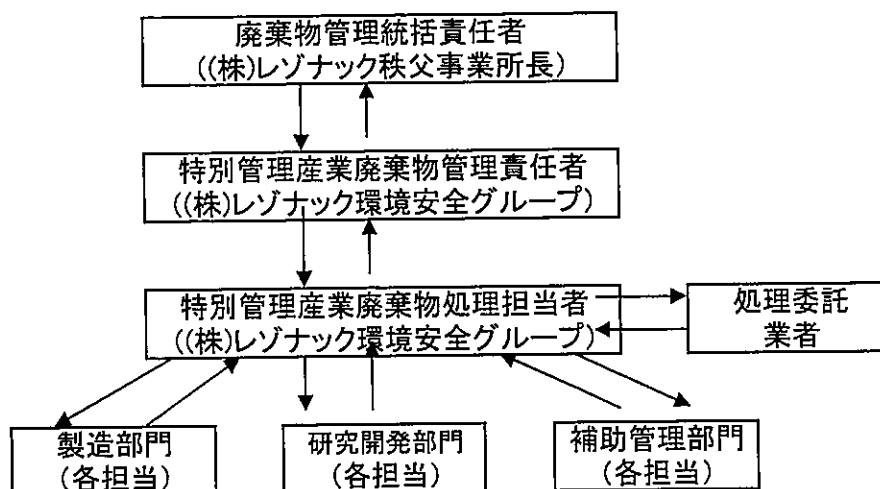 廃棄物管理統括責任者
((株)レゾナック秩父事業所長)
特別管理産業廃棄物管理責任者
((株)レゾナック環境安全グループ)
特別管理産業廃棄物処理担当者
((株)レゾナック環境安全グループ)
処理委託
業者
製造部門
(各担当)
研究開発部門
(各担当)
補助管理部門
(各担当)